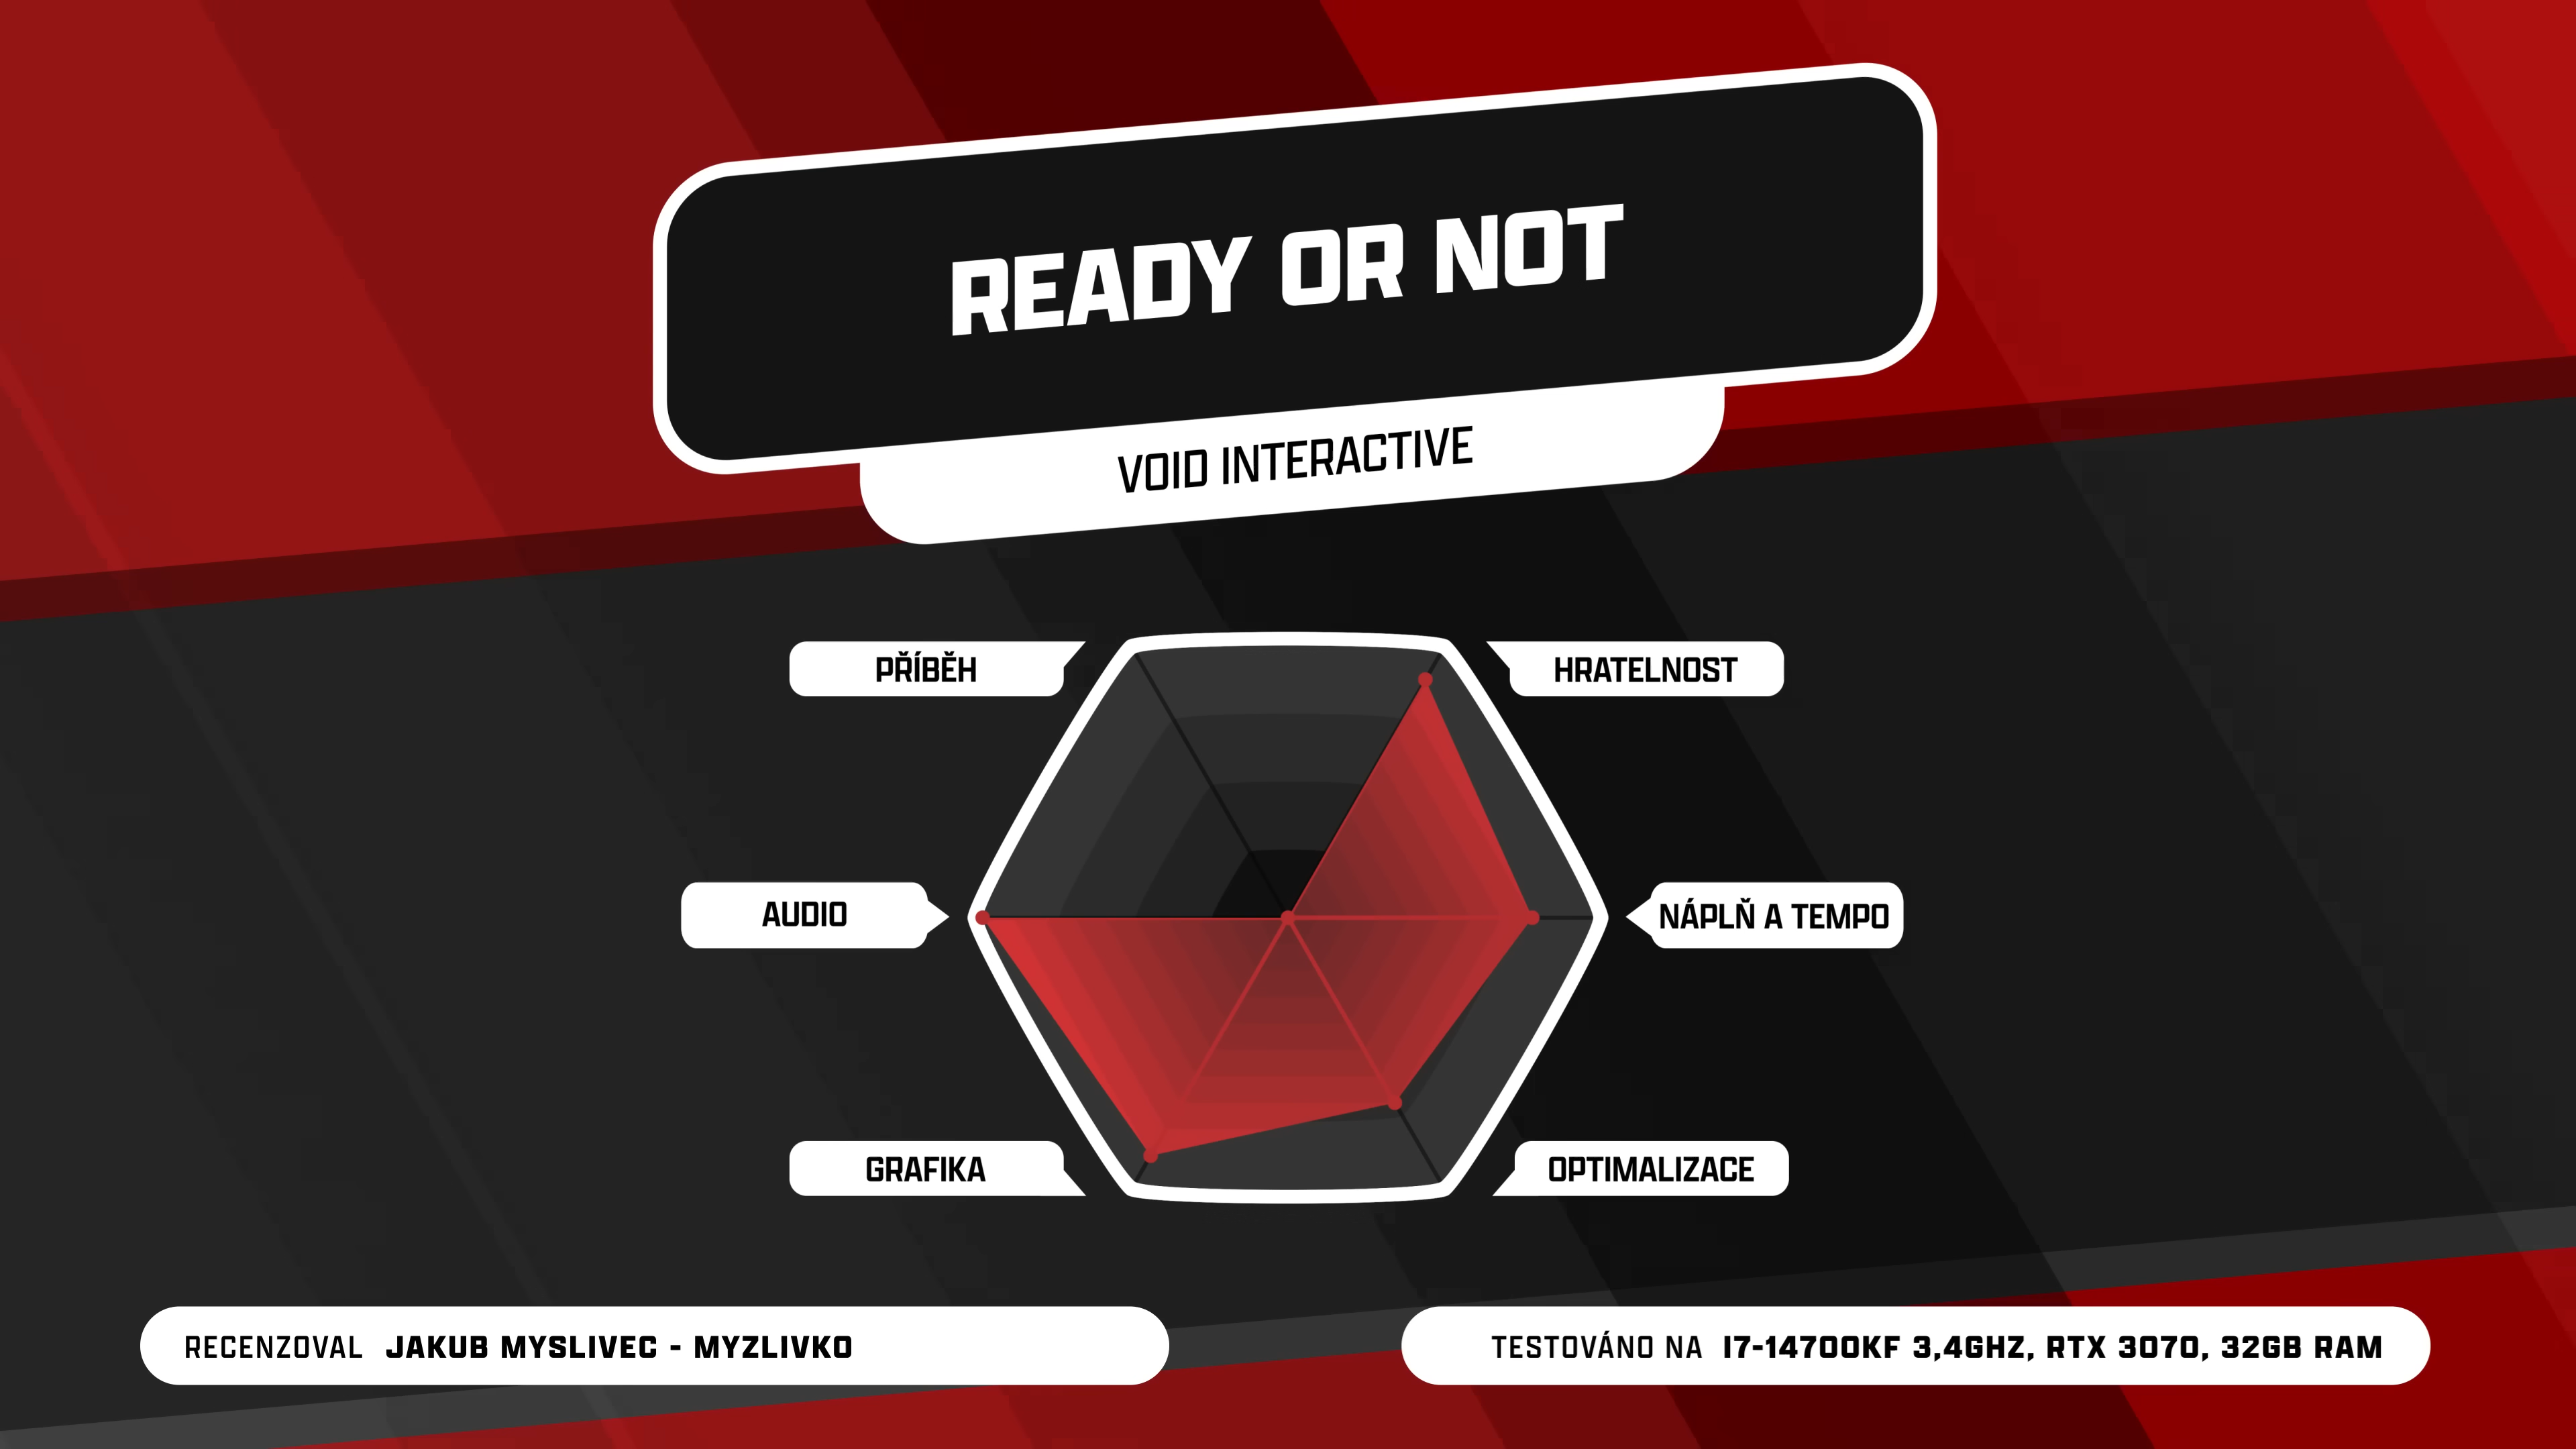 READY OR NOT
VOID INTERACTIVE
PŘÍBĚH
HRATELNOST
AUDIO
NÁPLŇ A TEMPO
GRAFIKA
OPTIMALIZACE
RECENZOVAL JAKUB MYSLIVEC - MYZLIVKO
TESTOVÁNO NA I7-14700KF 3,4GHZ, RTX 3070, 32GB RAM